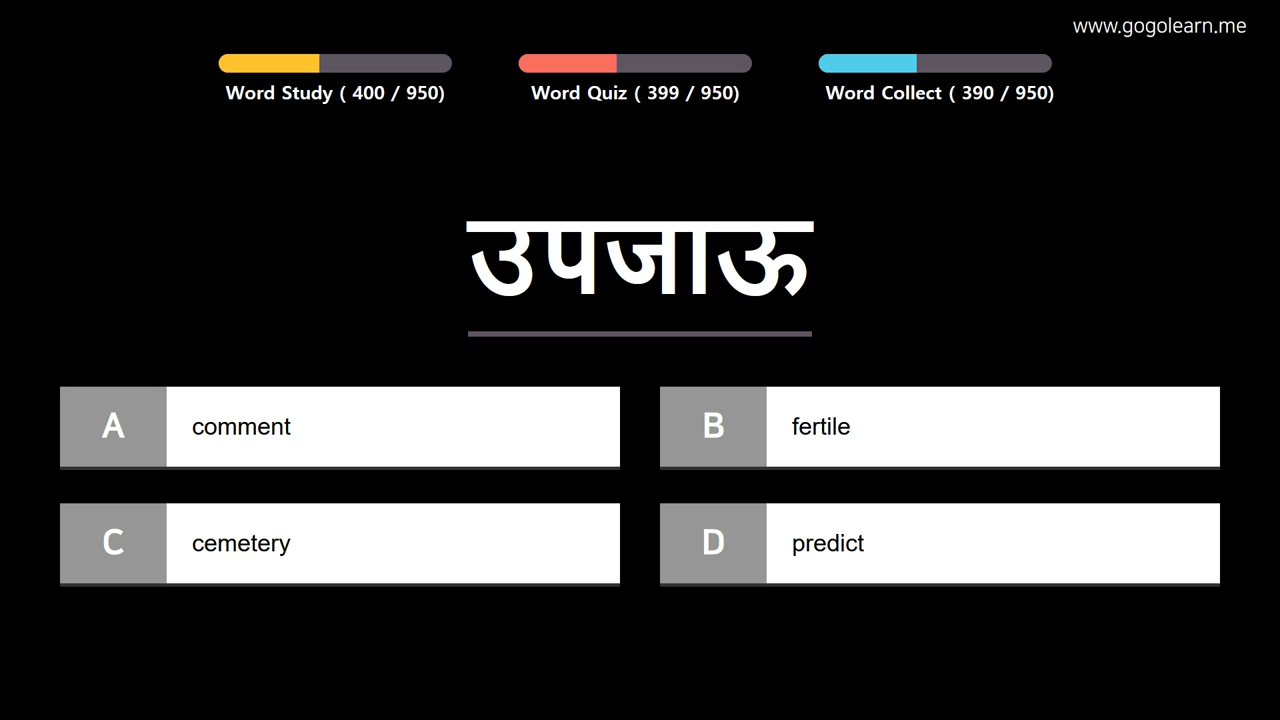 www.gogolearn.me
Word Study ( 400 / 950)
Word Quiz ( 399 / 950)
Word Collect ( 390 / 950)
उपजाऊ
A comment
B fertile
C cemetery
D predict